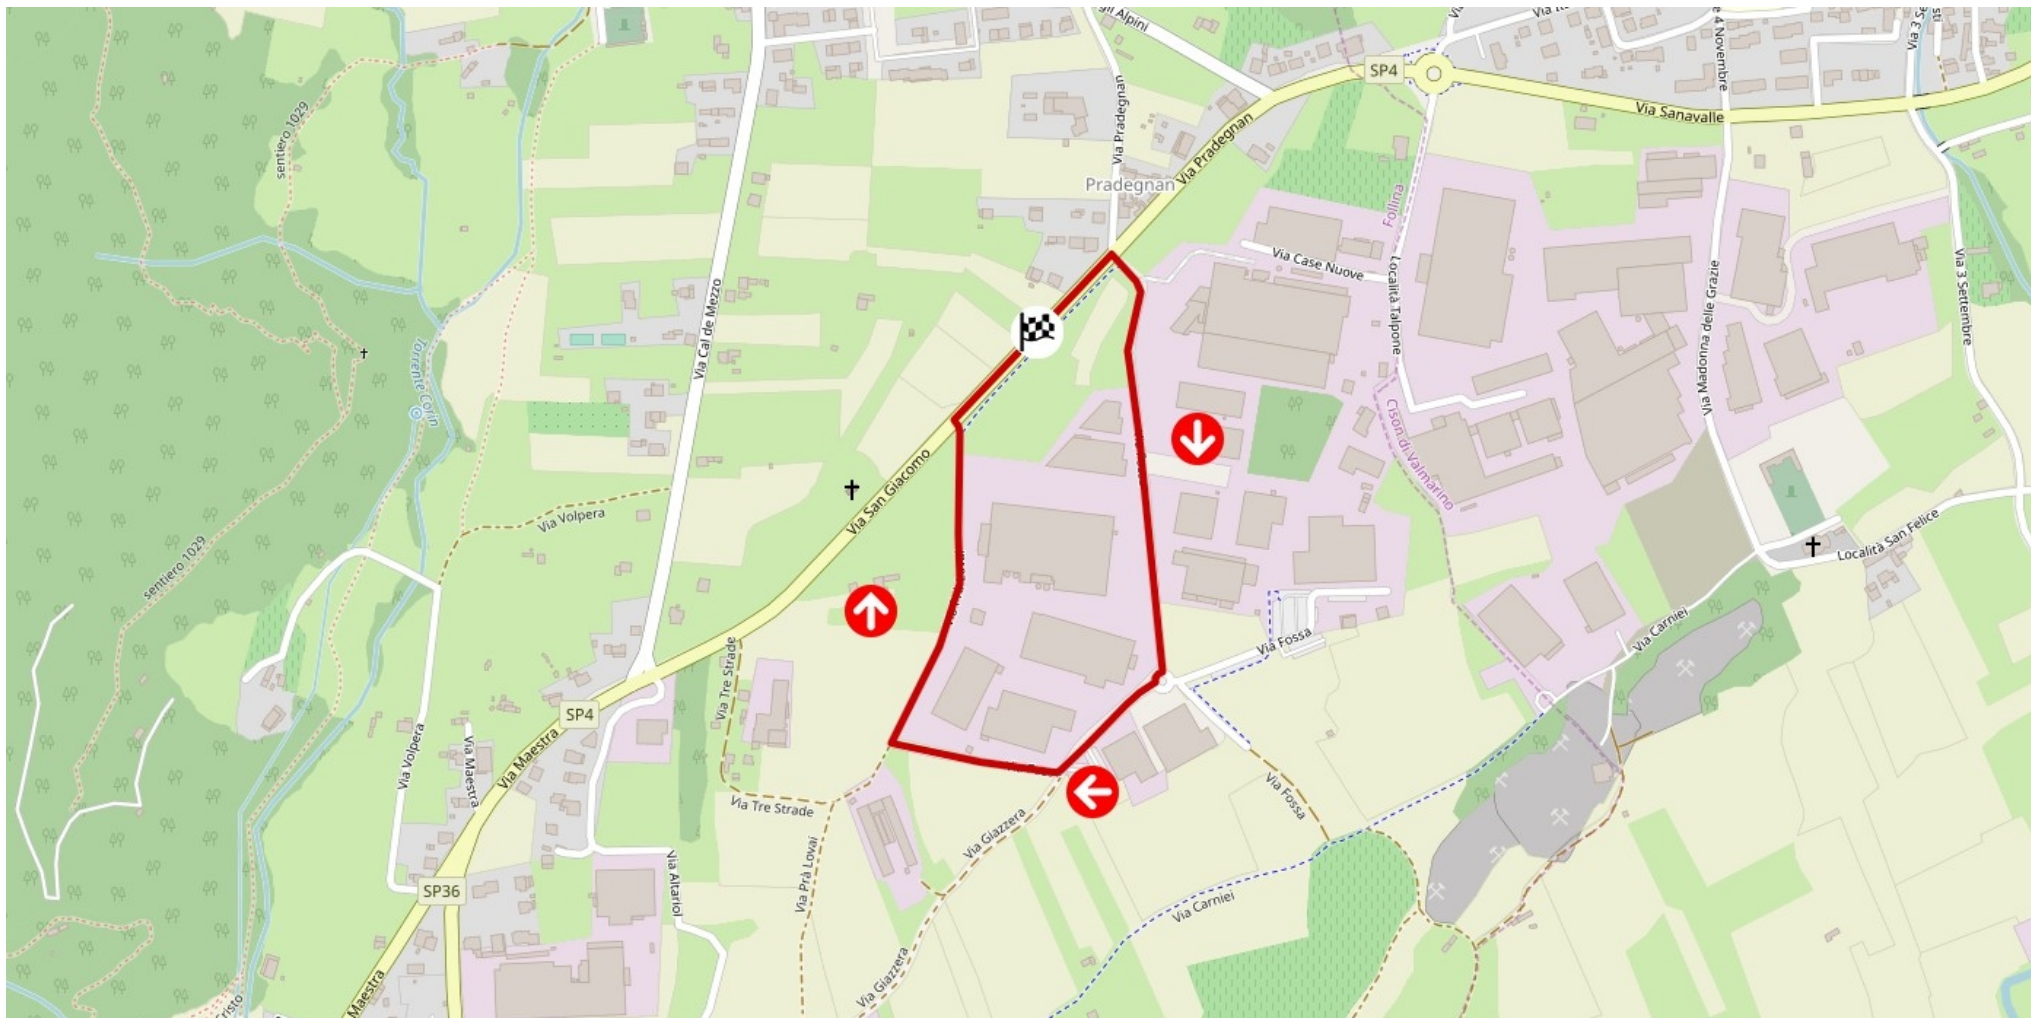 gli Alpini
4 Novembre
SP4
Via Sanavalle
sentiero 1029
Via Pradegnan
Via Pradegnan
Pradegnan
Follina
Via Case Nuove
Località Talpone
Via Madonna delle Grazie
Via 3 Settembre
Via Cal de Mezzo
Torrente Corin
Cison di Valmarino
Via San Giacomo
Via Volpera
Località San Felice
sentiero 1029
Via Fossa
Via Carniei
Via Tre Strade
SP4
Via Maestra
Via Volpera
Via Maestra
Via Tre Strade
Via Fossa
Via Giazzera
Via Prà Lovai
Via Altariol
SP36
Via Carniei
Via Giazzera
Maestra
Cristo